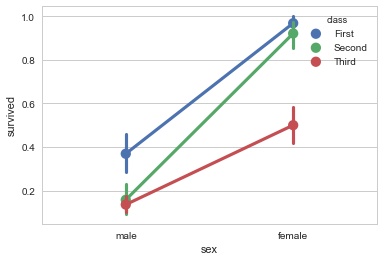 class
First
Second
Third
1.0
0.8
0.6
0.4
0.2
survived
male
female
sex